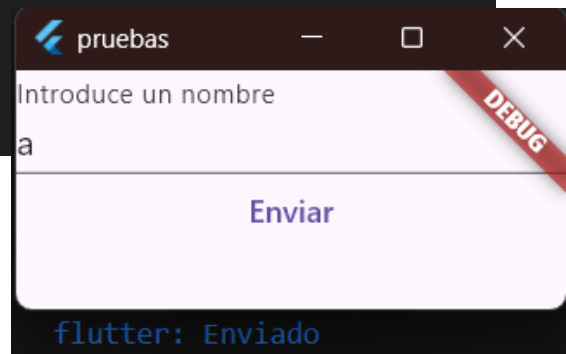 pruebas
Introduce un nombre
DEBUG
a
Enviar
flutter: Enviado